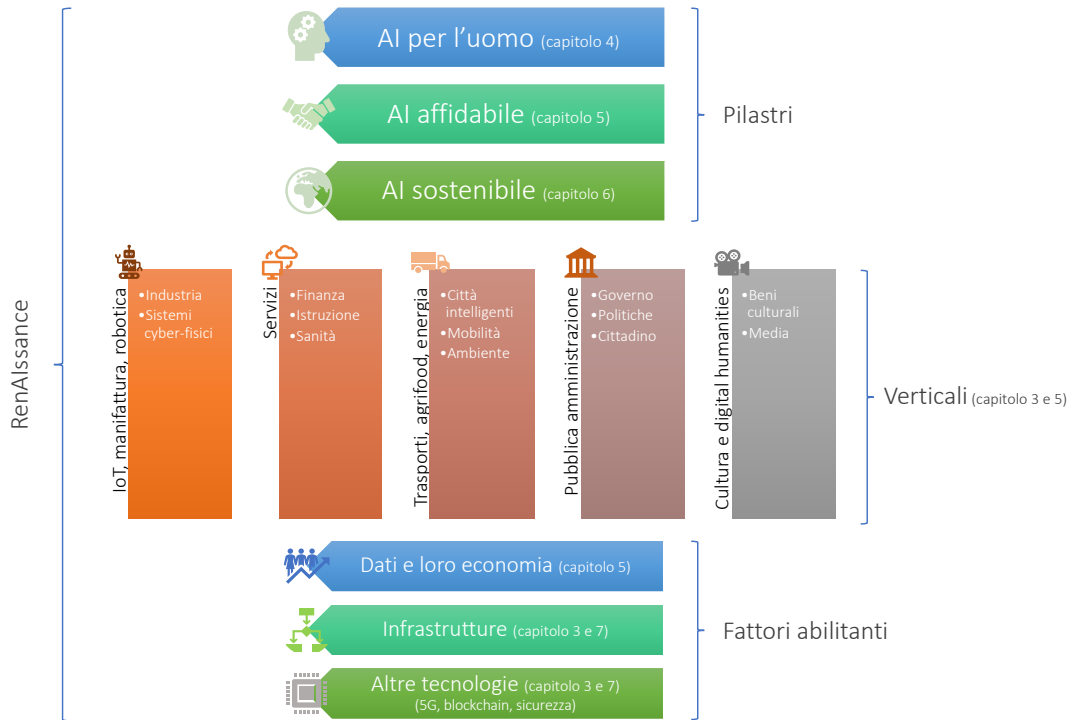 RenAIssance
AI per l'uomo (capitolo 4)
AI affidabile (capitolo 5)
AI sostenibile (capitolo 6)
Pilastri
IoT, manifattura, robotica
•Industria
•Sistemi
cyber-fisici
Servizi
•Finanza
•Istruzione
•Sanità
Trasporti, agrifood, energia
•Città
intelligenti
•Mobilità
•Ambiente
Pubblica amministrazione
•Governo
•Politiche
•Cittadino
Cultura e digital humanities
•Beni
culturali
•Media
Verticali (capitolo 3 e 5)
Dati e loro economia (capitolo 5)
Infrastrutture (capitolo 3 e 7)
Altre tecnologie (capitolo 3 e 7)
(5G, blockchain, sicurezza)
Fattori abilitanti